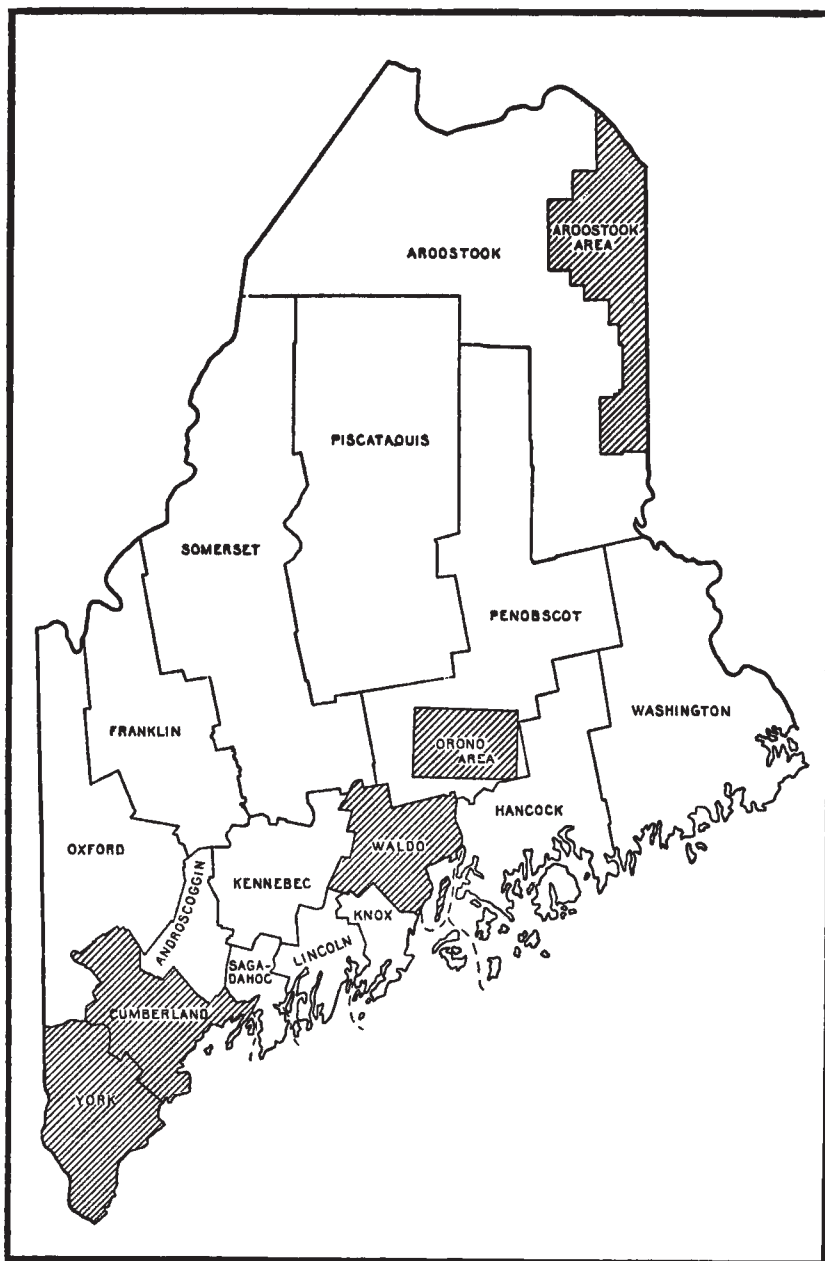 AROOSTOOK
AROOSTOOK
AREA
PISCATAQUIS
SOMERSET
PENOBSCOT
FRANKLIN
WASHINGTON
ORONO
AREA
HANCOCK
OXFORD
WALDO
KENNEBEC
ANDROSCOGGIN
KNOX
LINCOLN
SAGA-
DAHOC
CUMBERLAND
YORK